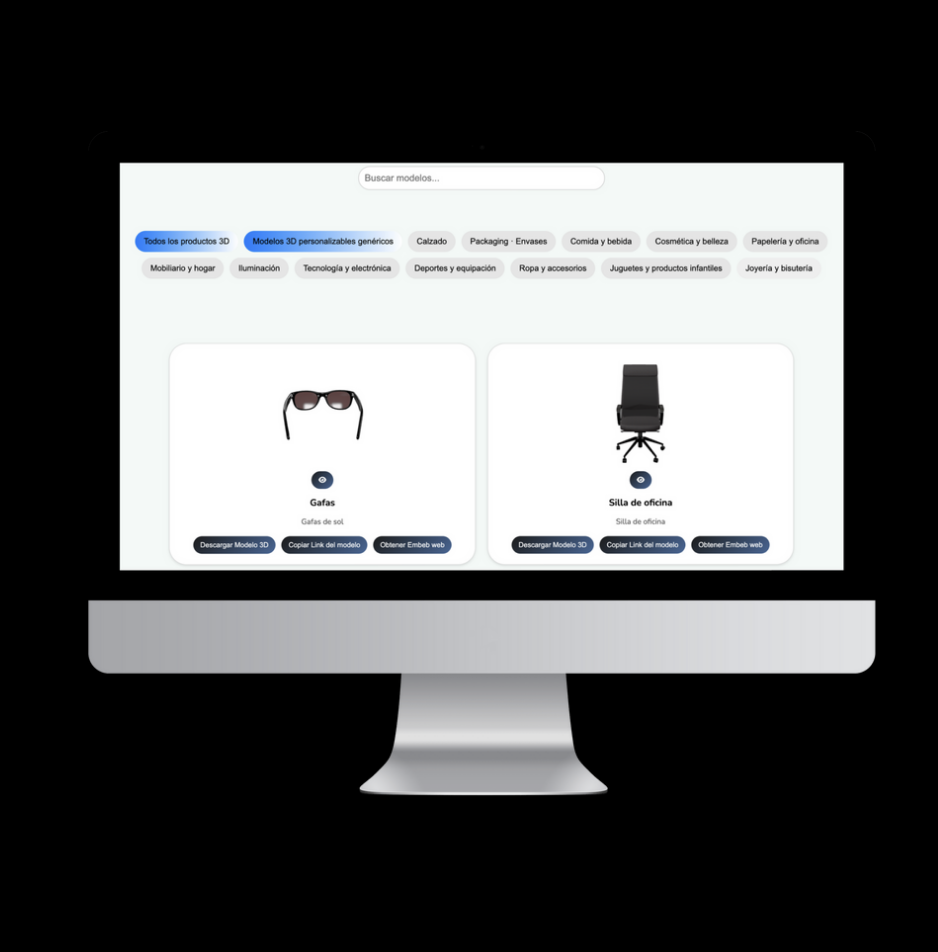 Buscar modelos...
Todos los productos 3D Modelos 3D personalizables genéricos Calzado Packaging · Envases Comida y bebida Cosmética y belleza Papelería y oficina
Mobiliario y hogar Iluminación Tecnología y electrónica Deportes y equipación Ropa y accesorios Juguetes y productos infantiles Joyería y bisutería
Gafas
Gafas de sol
Descargar Modelo 3D Copiar Link del modelo Obtener Embeb web
Silla de oficina
Silla de oficina
Descargar Modelo 3D Copiar Link del modelo Obtener Embeb web